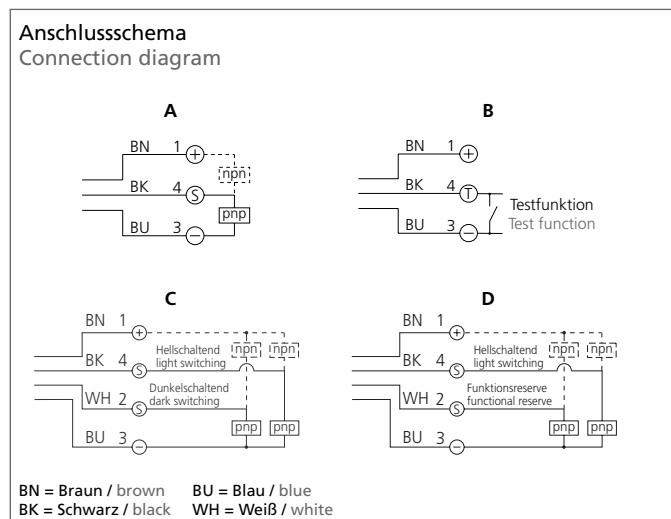 Anschlussschema
Connection diagram
A
BN 1 +
npn
BK 4 S
pnp
BU 3 −
B
BN 1 +
BK 4 T
Testfunktion
Test function
BU 3 −
C
BN 1 +
npn npn
BK 4 S Hellschaltend
light switching
WH 2 S Dunkelschaltend
dark switching
pnp pnp
BU 3 −
D
BN 1 +
npn npn
BK 4 S Hellschaltend
light switching
WH 2 S Funktionsreserve
functional reserve
pnp pnp
BU 3 −
BN = Braun / brown BU = Blau / blue
BK = Schwarz / black WH = Weiß / white